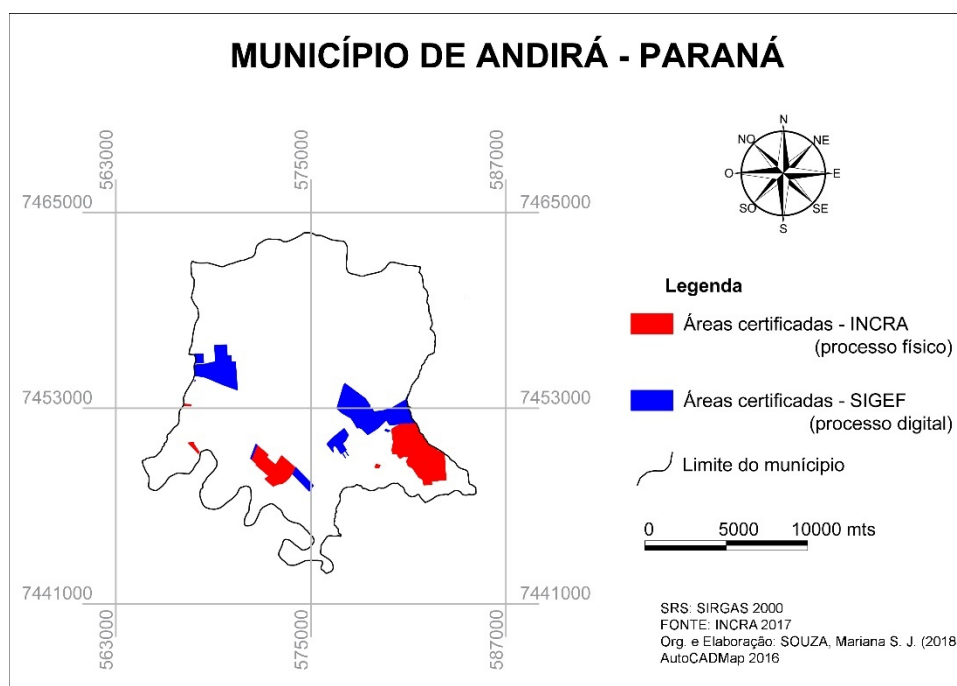 MUNICÍPIO DE ANDIRÁ - PARANÁ
563000
575000
587000
7465000
7465000
7453000
7453000
7441000
7441000
563000
575000
587000
N
NO
NE
O
E
SO
SE
S
Legenda
Áreas certificadas - INCRA
(processo físico)
Áreas certificadas - SIGEF
(processo digital)
Limite do munícipio
0 5000 10000 mts
SRS: SIRGAS 2000
FONTE: INCRA 2017
Org. e Elaboração: SOUZA, Mariana S. J. (2018
AutoCADMap 2016